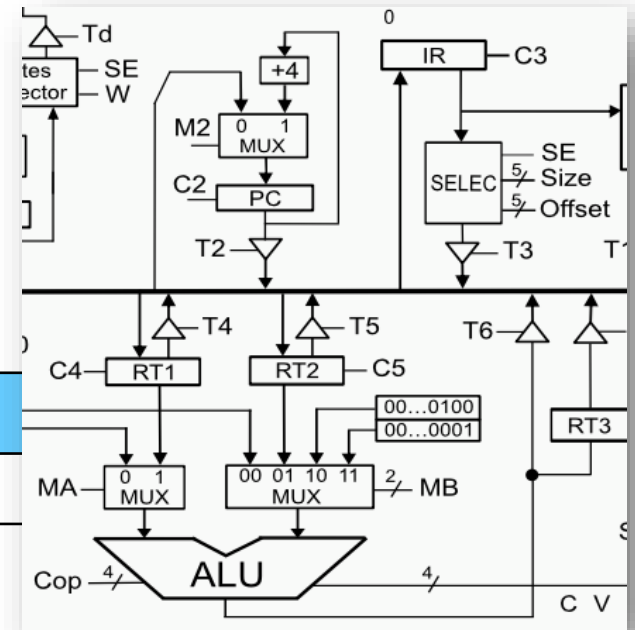 0
Td
IR
C3
+4
tes
ector
SE
W
M2
0 1
MUX
SE
Size
5
SELEC
C2
PC
5
Offset
T2
T3
T4
T5
T6
C4
RT1
RT2
C5
00...0100
00...0001
RT3
0 1
MUX
MA
00 01 10 11
MUX
2
MB
ALU
Cop
4
4
C V